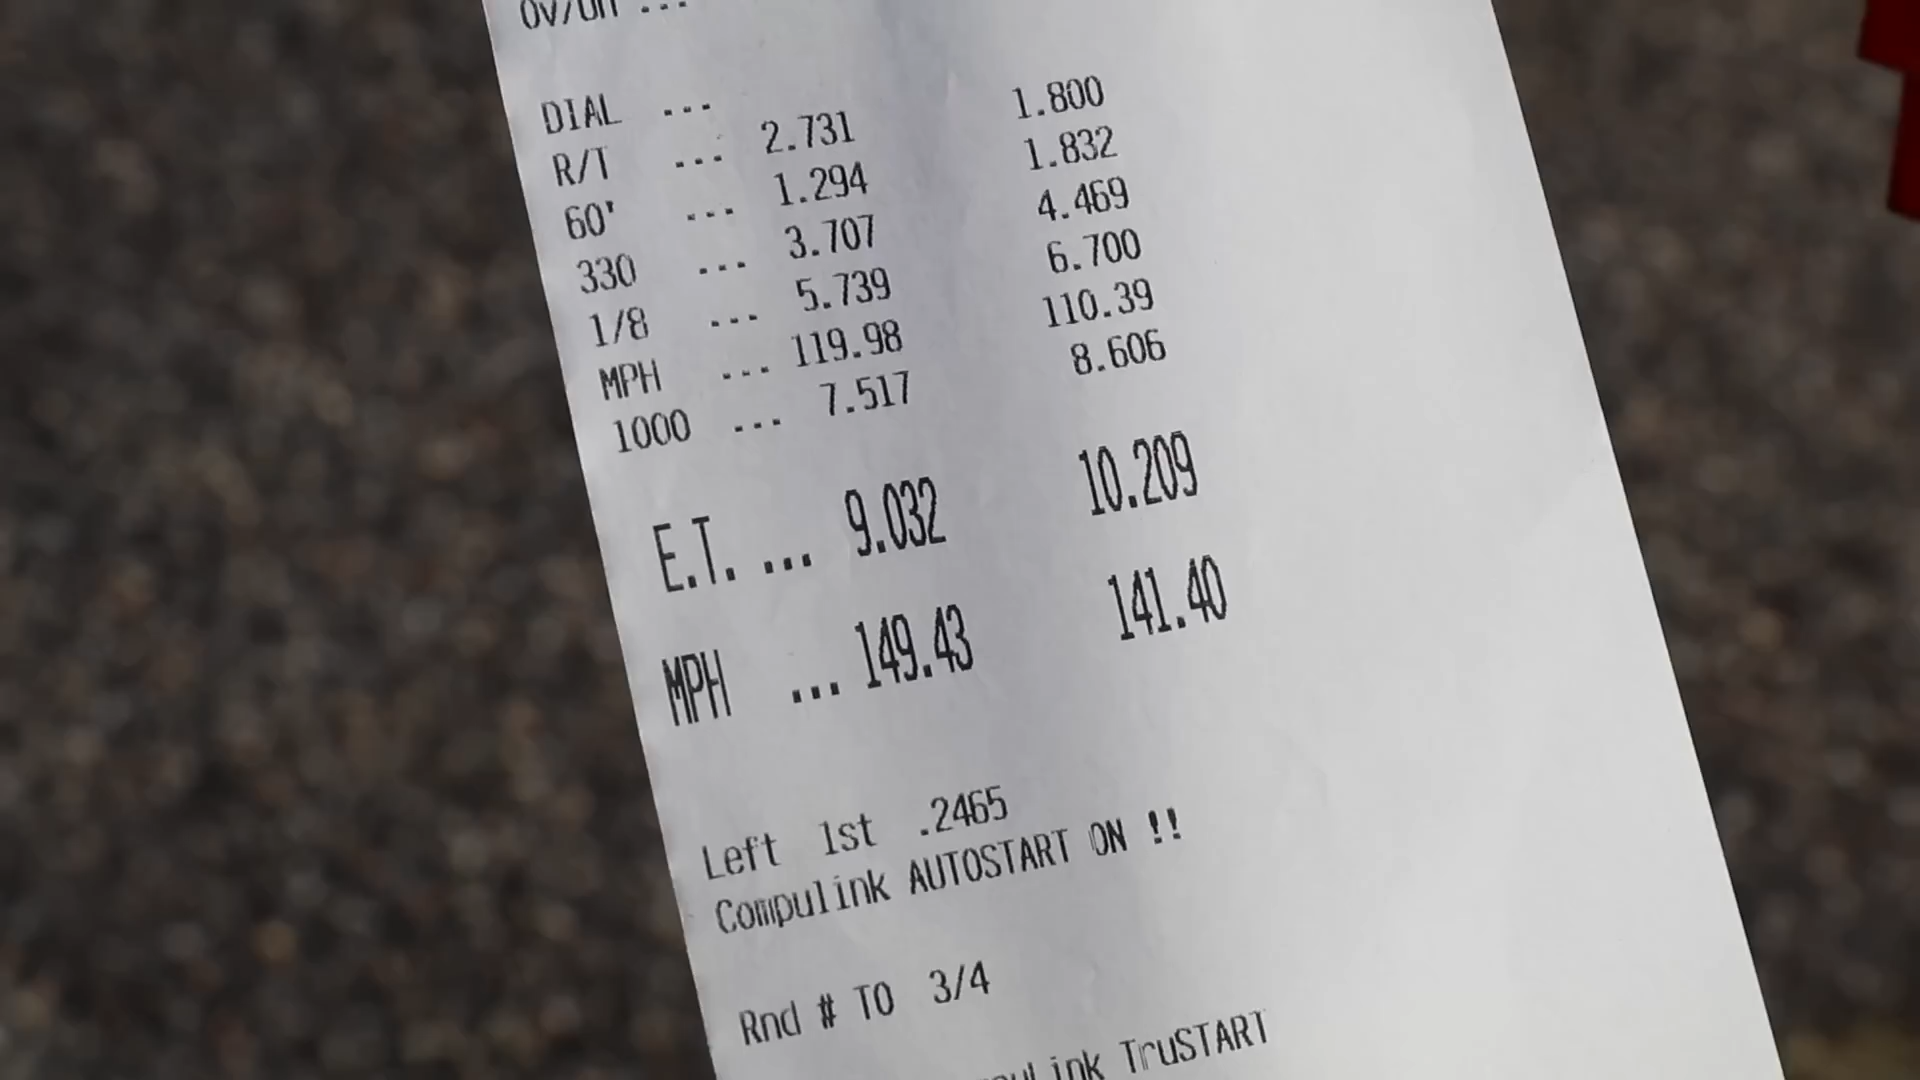 Ov/Un ...
DIAL ...
R/T ... 2.731 1.800
60' ... 1.294 1.832
330 ... 3.707 4.469
1/8 ... 5.739 6.700
MPH ... 119.98 110.39
1000 ... 7.517 8.606
E.T. ... 9.032 10.209
MPH ... 149.43 141.40
Left 1st .2465
Compulink AUTOSTART ON !!
Rnd # TO 3/4
TruSTART